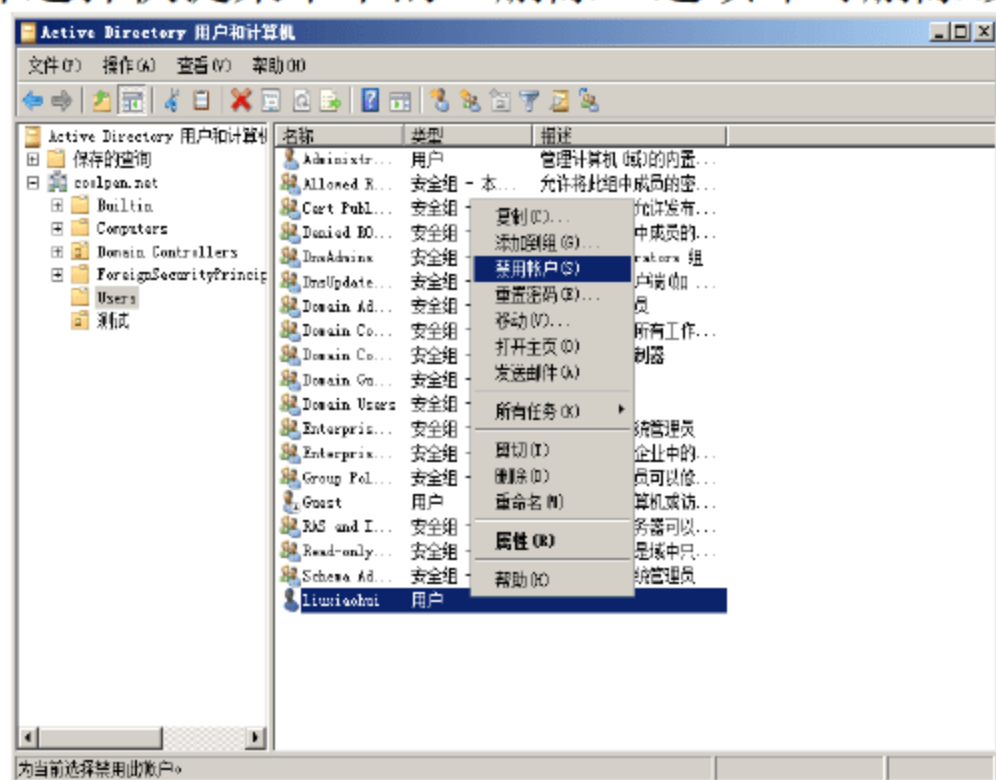 Active Directory 用户和计算机
文件(F) 操作(A) 查看(V) 帮助(H)
Active Directory 用户和计算机
保存的查询
coolpen.net
Builtin
Computers
Domain Controllers
ForeignSecurityPrincip
Users
测试
名称 类型 描述
Administr... 用户 管理计算机(域)的内置...
Allowed R... 安全组 - 本... 允许将此组中成员的密...
Cert Publ... 安全组 - 允许发布...
Denied RO... 安全组 - 中成员的...
DnsAdmins 安全组 - rators 组
DnsUpdate... 安全组 - 户端(如 ...
Domain Ad... 安全组 - 员
Domain Co... 安全组 - 所有工作...
Domain Co... 安全组 - 制器
Domain Gu... 安全组 -
Domain Users 安全组 -
Enterpris... 安全组 - 统管理员
Enterpris... 安全组 - 企业中的...
Group Pol... 安全组 - 员可以修...
Guest 用户 算机或访...
RAS and I... 安全组 - 务器可以...
Read-only... 安全组 - 是域中只...
Schema Ad... 安全组 - 统管理员
liuxiaohui 用户
复制(C)...
添加到组(G)...
禁用帐户(S)
重置密码(E)...
移动(V)...
打开主页(O)
发送邮件(A)
所有任务(K)
剪切(T)
删除(D)
重命名(M)
属性(R)
帮助(H)
为当前选择禁用此帐户。